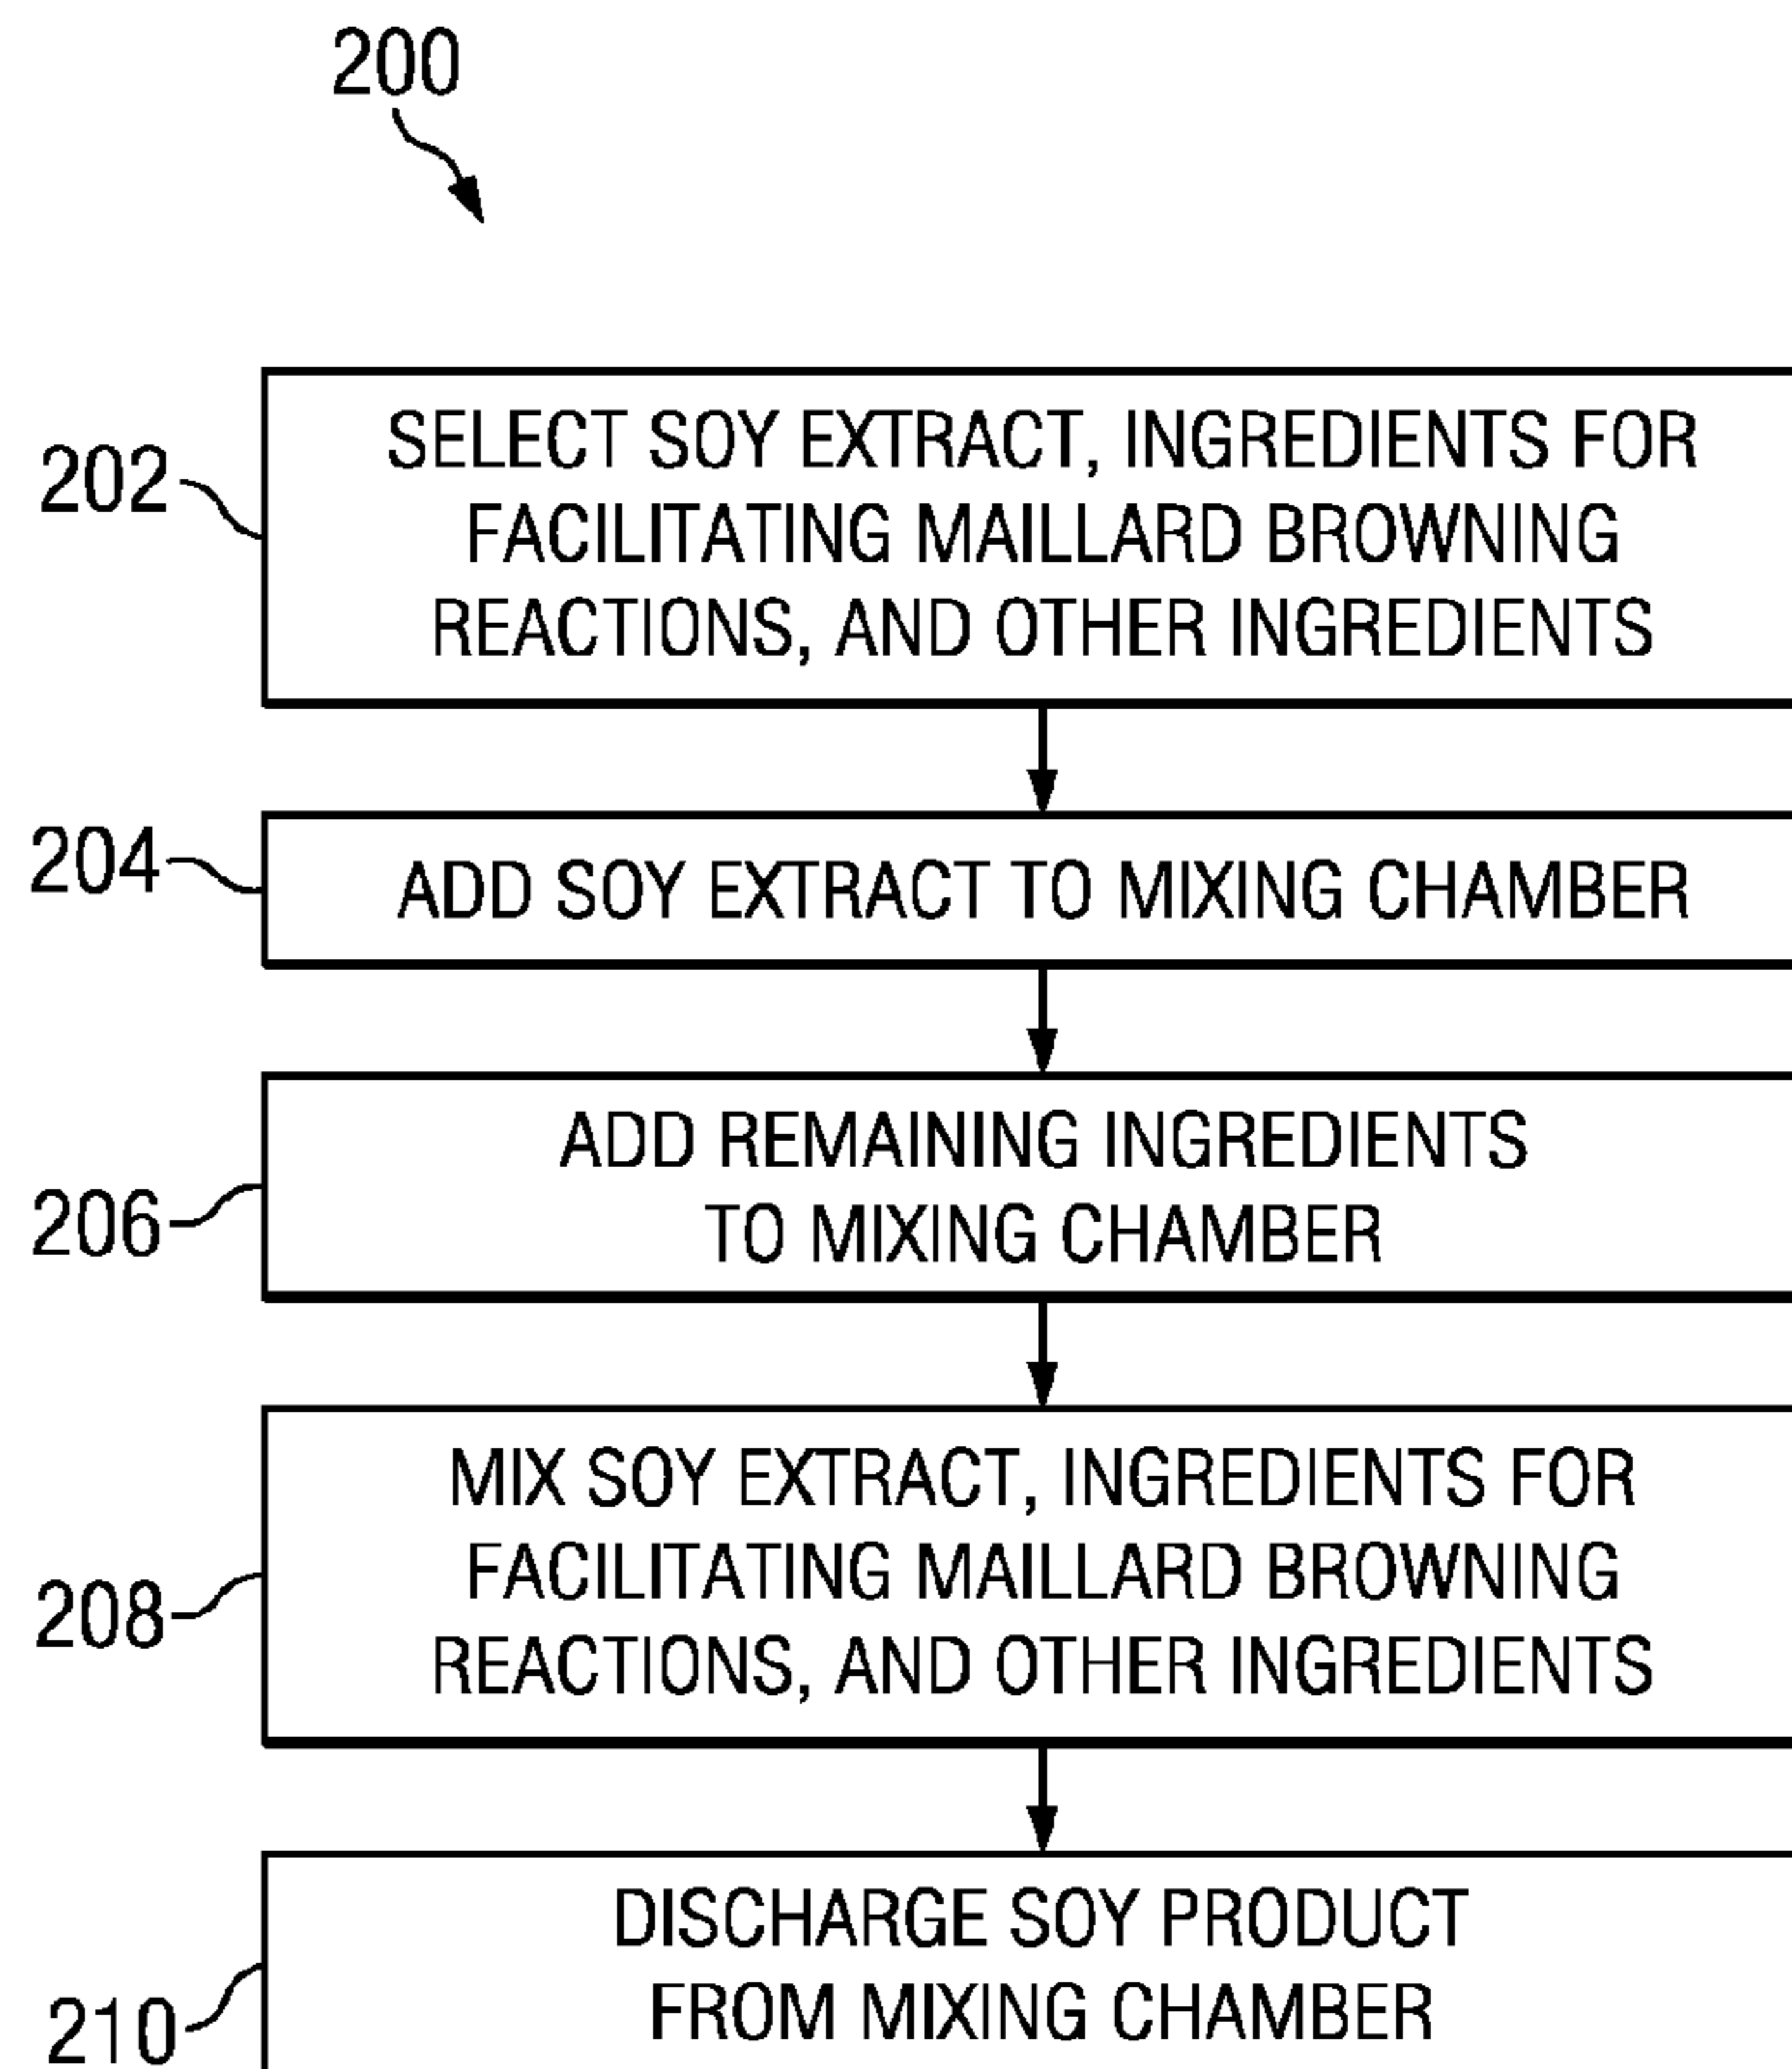 200
202
SELECT SOY EXTRACT, INGREDIENTS FOR
FACILITATING MAILLARD BROWNING
REACTIONS, AND OTHER INGREDIENTS
204
ADD SOY EXTRACT TO MIXING CHAMBER
206
ADD REMAINING INGREDIENTS
TO MIXING CHAMBER
208
MIX SOY EXTRACT, INGREDIENTS FOR
FACILITATING MAILLARD BROWNING
REACTIONS, AND OTHER INGREDIENTS
210
DISCHARGE SOY PRODUCT
FROM MIXING CHAMBER